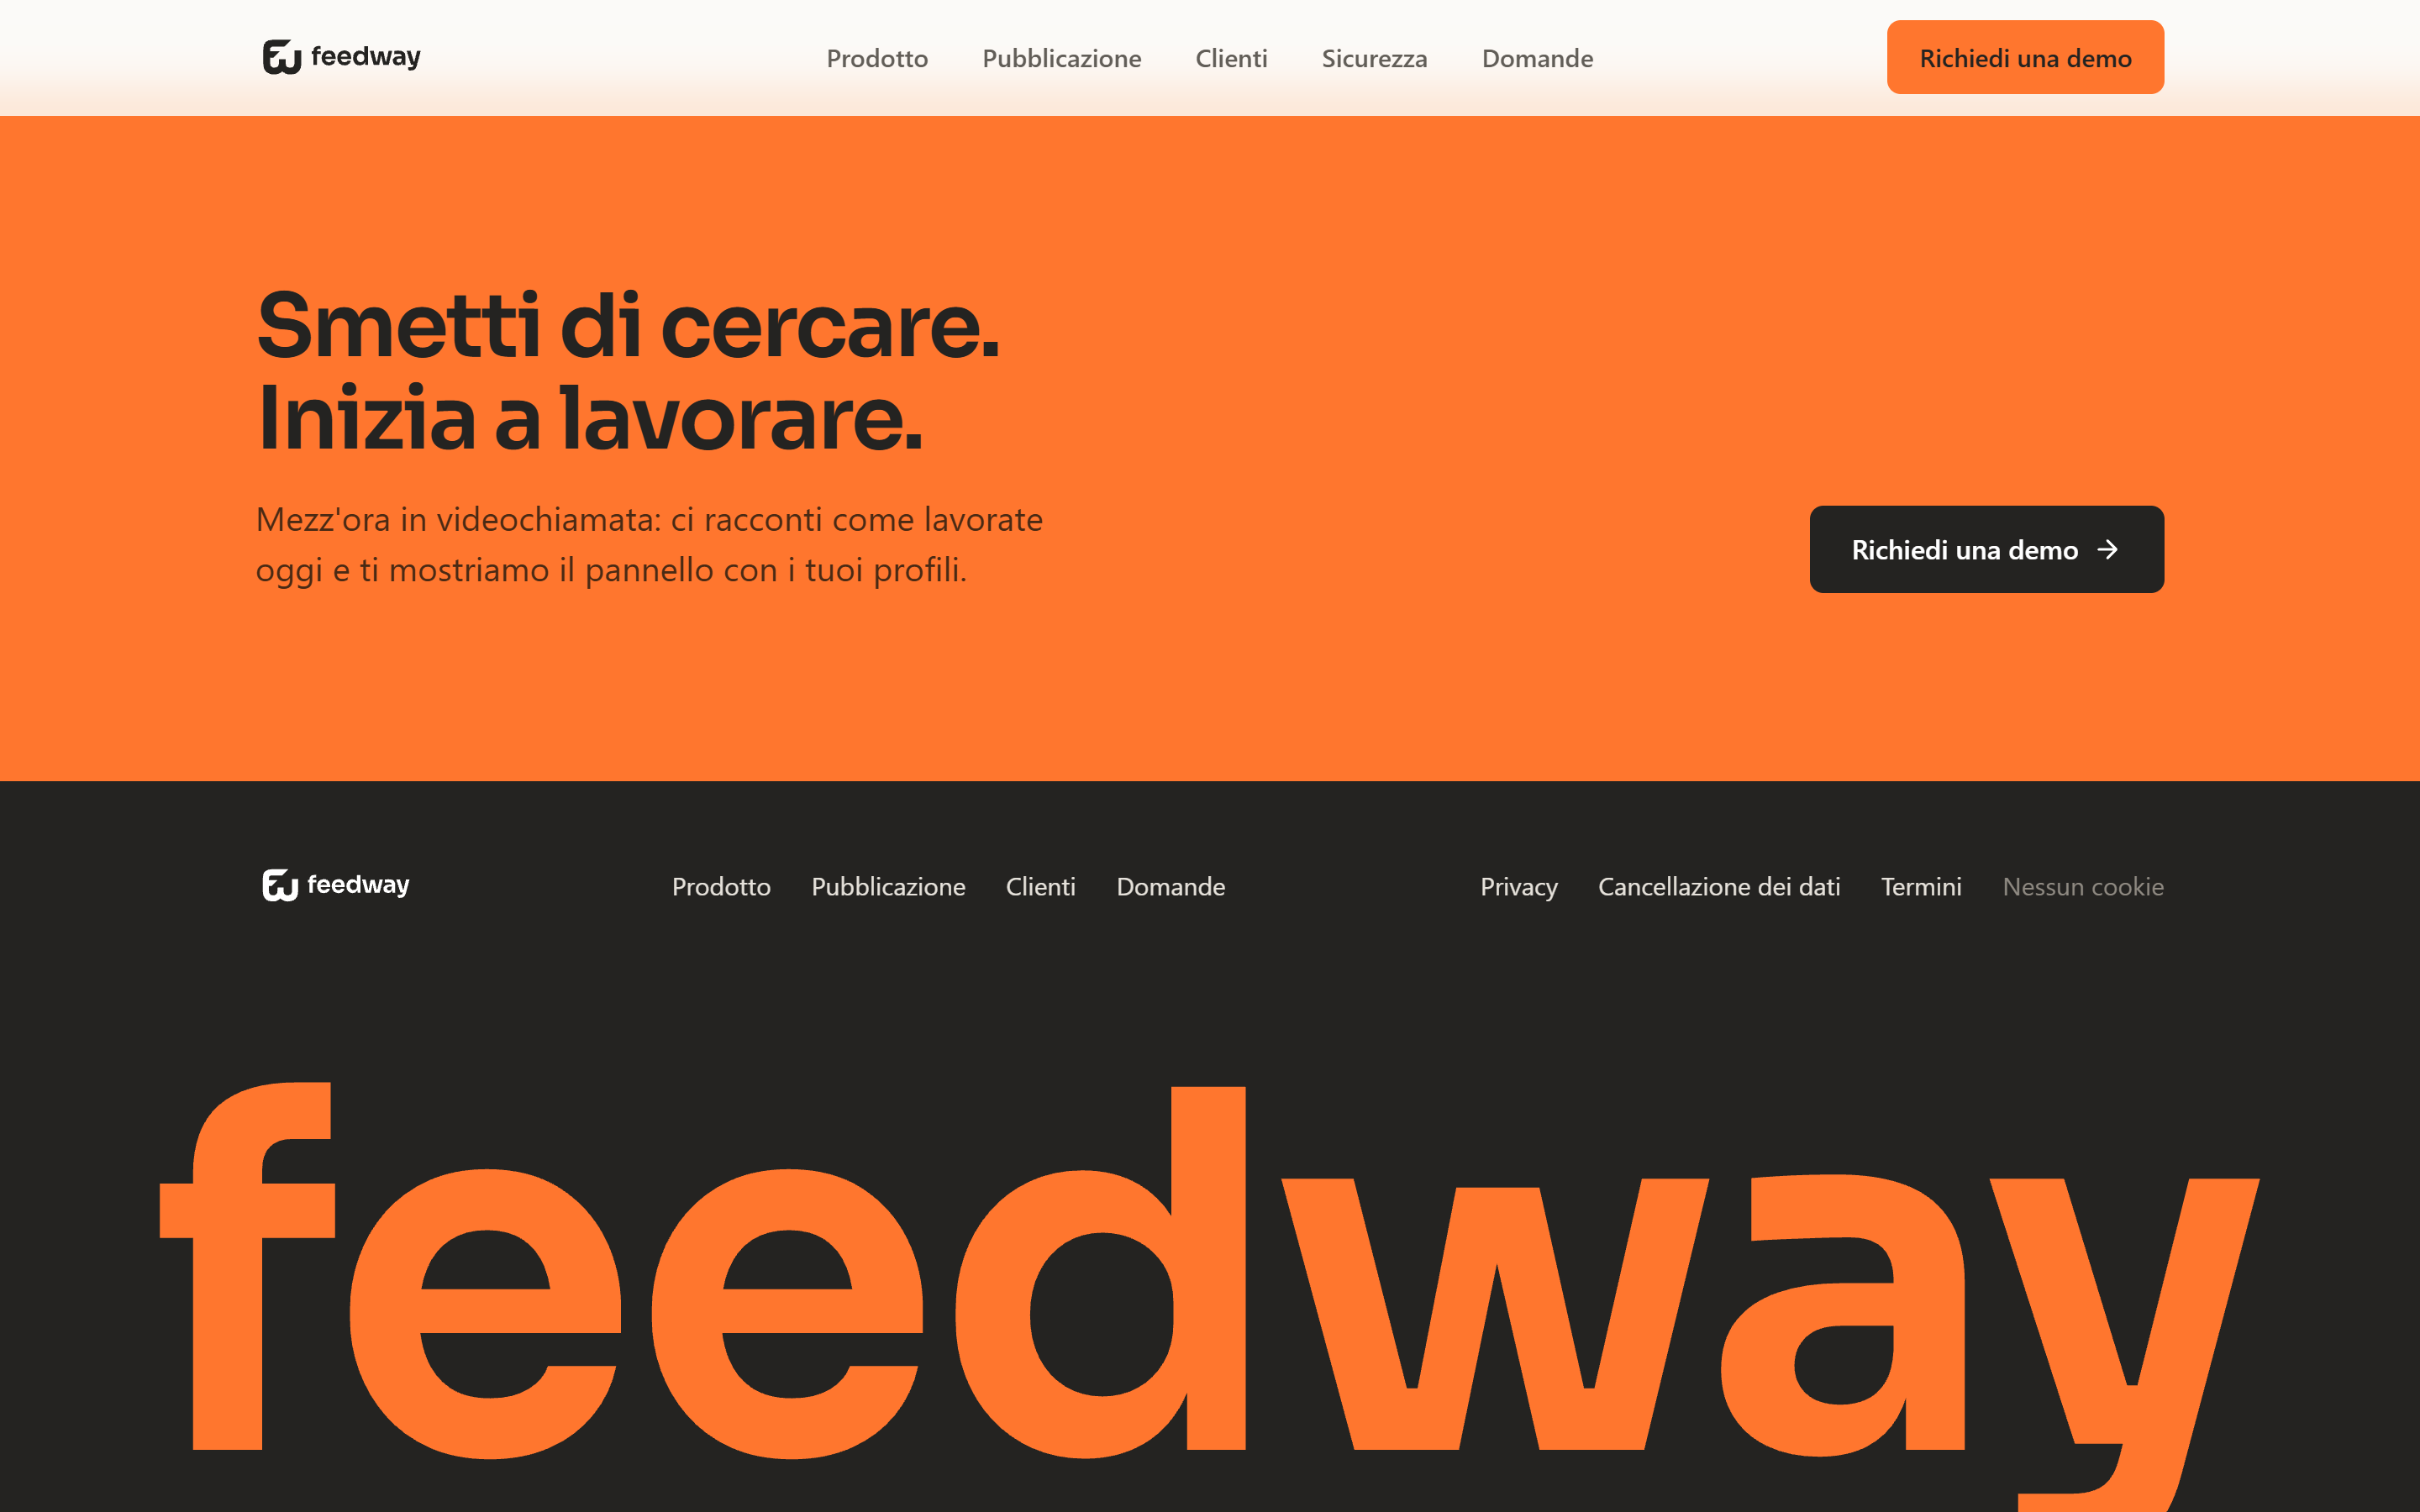 feedway
Prodotto
Pubblicazione
Clienti
Sicurezza
Domande
Richiedi una demo
Smetti di cercare.
Inizia a lavorare.
Mezz'ora in videochiamata: ci racconti come lavorate
oggi e ti mostriamo il pannello con i tuoi profili.
Richiedi una demo
feedway
Prodotto
Pubblicazione
Clienti
Domande
Privacy
Cancellazione dei dati
Termini
Nessun cookie
feedway